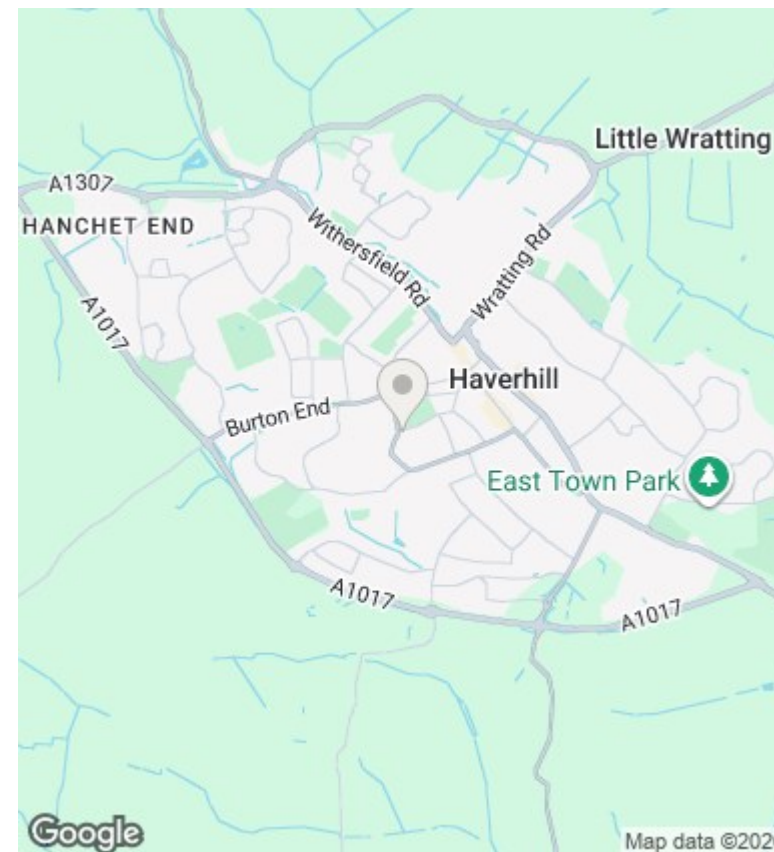 Little Wratting
A1307
HANCHET END
Withersfield Rd
Wratting Rd
A1017
Haverhill
Burton End
East Town Park
A1017
A1017
Google
Map data ©202